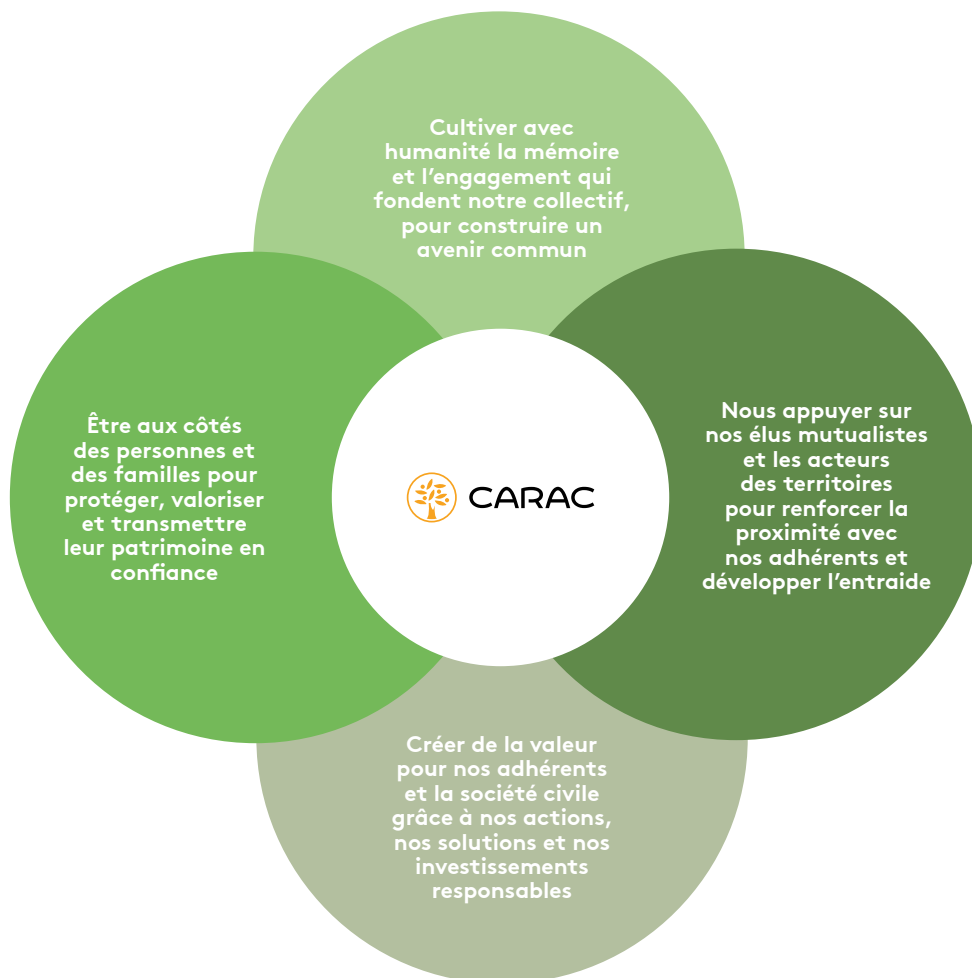 Cultiver avec
humanité la mémoire
et l’engagement qui
fondent notre collectif,
pour construire un
avenir commun
Être aux côtés
des personnes et
des familles pour
protéger, valoriser
et transmettre
leur patrimoine en
confiance
CARAC
Nous appuyer sur
nos élus mutualistes
et les acteurs
des territoires
pour renforcer la
proximité avec
nos adhérents et
développer l’entraide
Créer de la valeur
pour nos adhérents
et la société civile
grâce à nos actions,
nos solutions et nos
investissements
responsables